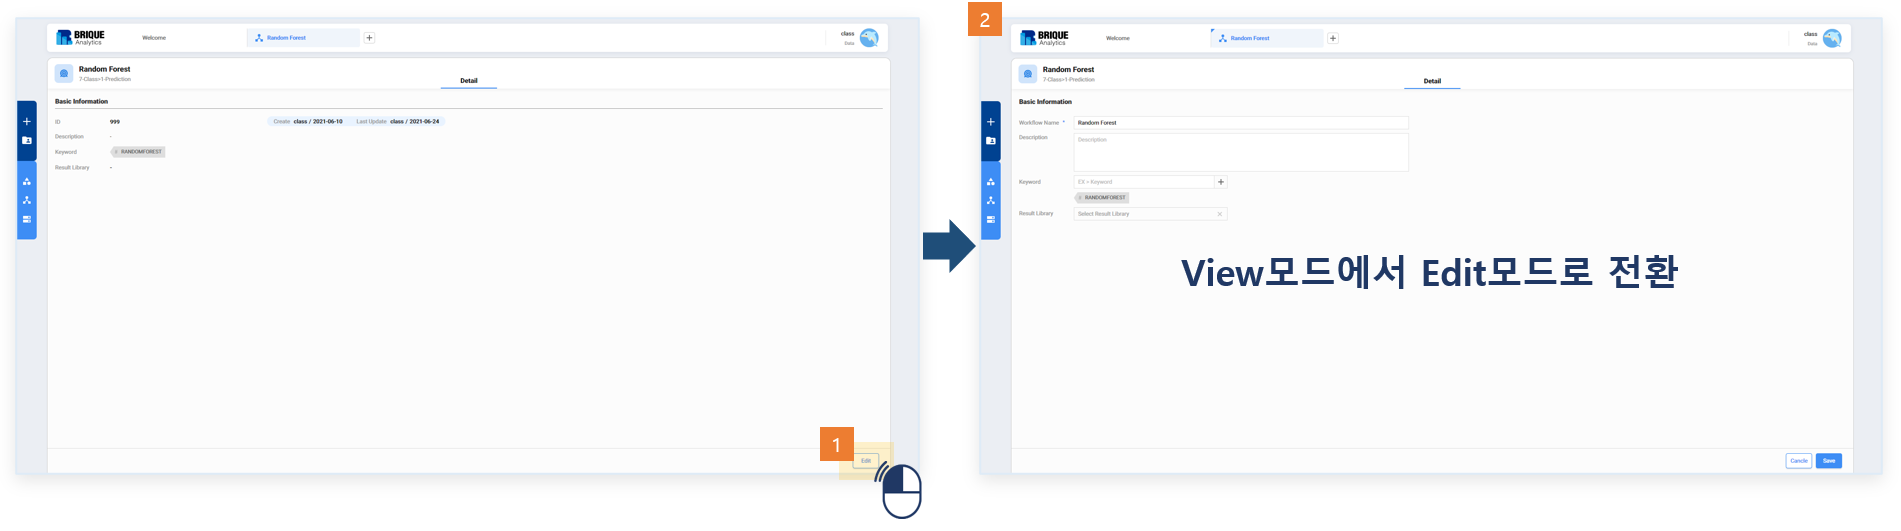 BRIQUE
Analytics
Welcome
Random Forest
+
class
Data
Random Forest
7-Class>1-Prediction
Detail
Basic Information
ID 999 Create class / 2021-06-10 Last Update class / 2021-06-24
Description -
Keyword × RANDOMFOREST
Result Library -
1
Edit
2
BRIQUE
Analytics
Welcome
Random Forest
+
class
Data
Random Forest
7-Class>1-Prediction
Detail
Basic Information
Workflow Name * Random Forest
Description Description
Keyword EX > Keyword +
× RANDOMFOREST
Result Library Select Result Library ×
View모드에서 Edit모드로 전환
Cancle Save